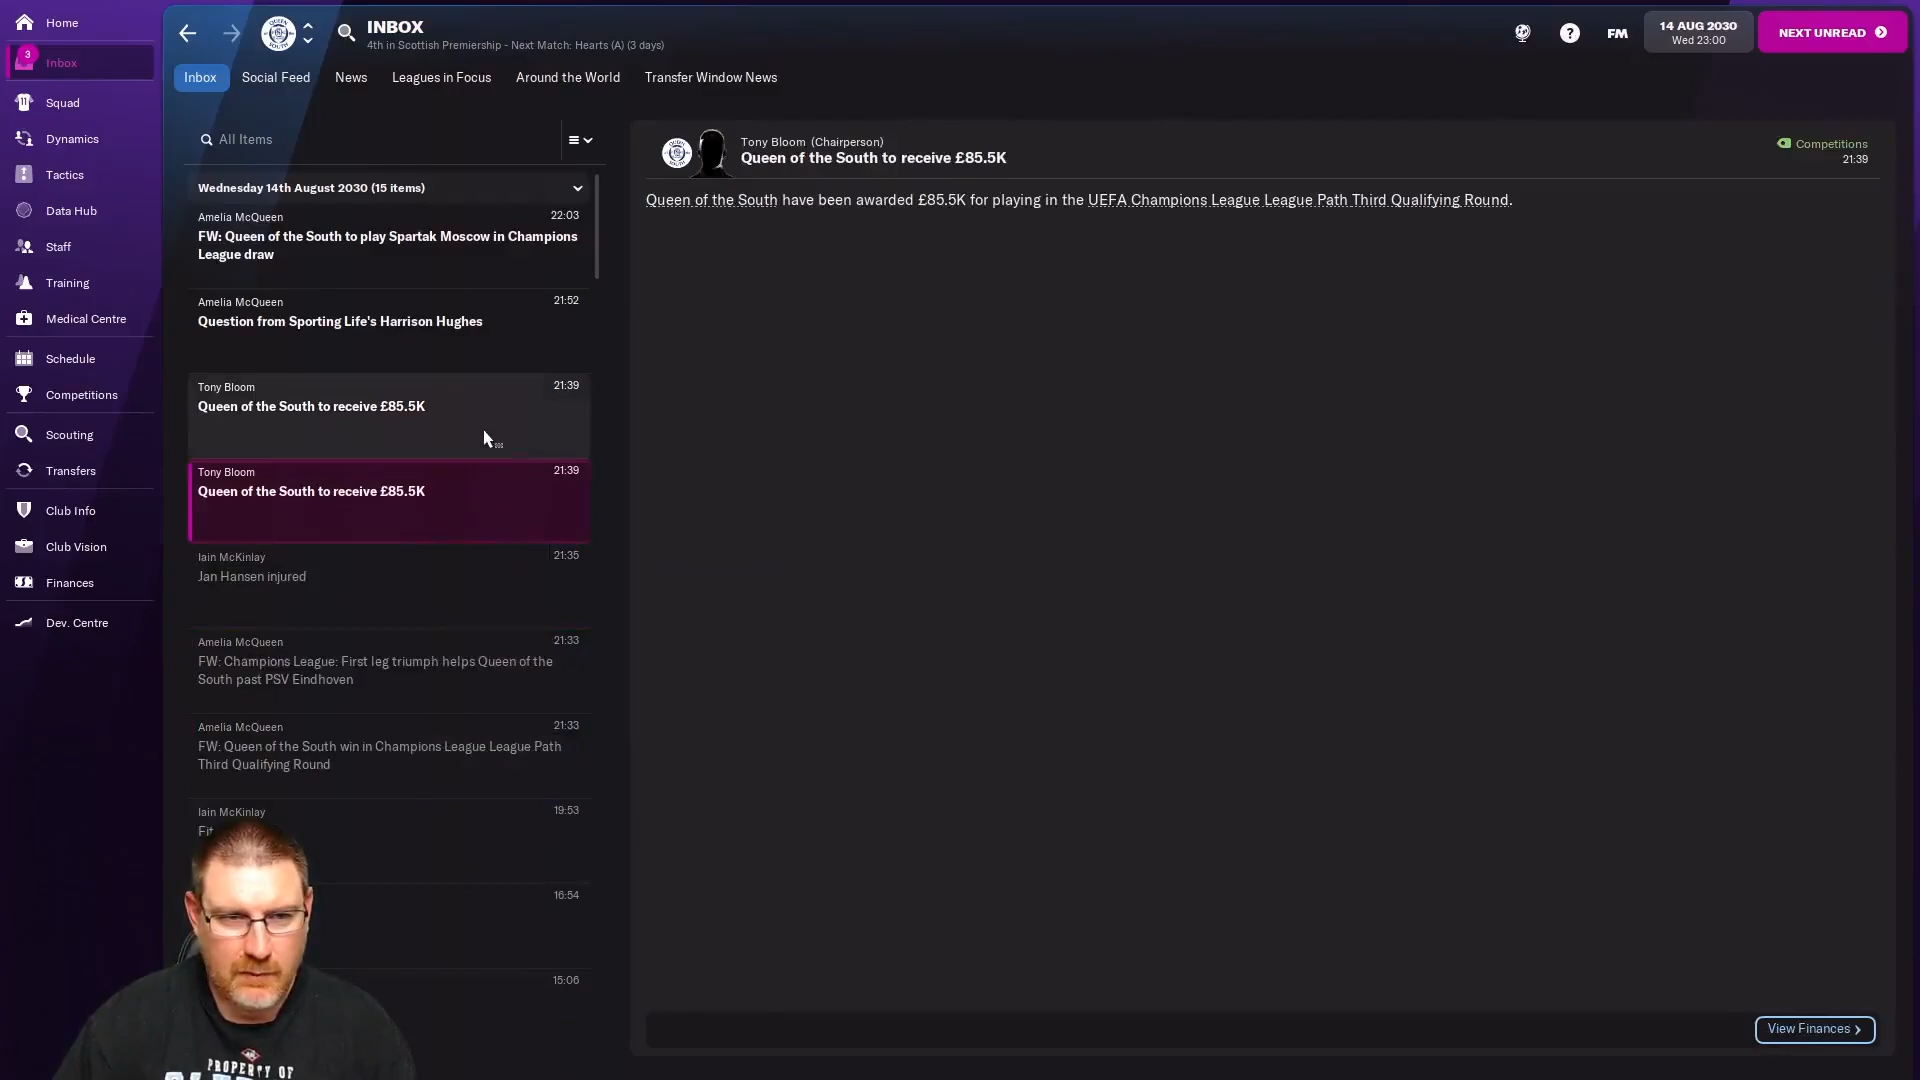 Home
3
Inbox
Squad
Dynamics
Tactics
Data Hub
Staff
Training
Medical Centre
Schedule
Competitions
Scouting
Transfers
Club Info
Club Vision
Finances
Dev. Centre
INBOX
4th in Scottish Premiership - Next Match: Hearts (A) (3 days)
FM
14 AUG 2030
Wed 23:00
NEXT UNREAD
Inbox
Social Feed
News
Leagues in Focus
Around the World
Transfer Window News
All Items
Wednesday 14th August 2030 (15 items)
Amelia McQueen
22:03
FW: Queen of the South to play Spartak Moscow in Champions
League draw
Amelia McQueen
21:52
Question from Sporting Life's Harrison Hughes
Tony Bloom
21:39
Queen of the South to receive £85.5K
Tony Bloom
21:39
Queen of the South to receive £85.5K
Iain McKinlay
21:35
Jan Hansen injured
Amelia McQueen
21:33
FW: Champions League: First leg triumph helps Queen of the
South past PSV Eindhoven
Amelia McQueen
21:33
FW: Queen of the South win in Champions League League Path
Third Qualifying Round
Iain McKinlay
19:53
16:54
15:06
Tony Bloom (Chairperson)
Queen of the South to receive £85.5K
Competitions
21:39
Queen of the South have been awarded £85.5K for playing in the UEFA Champions League League Path Third Qualifying Round.
View Finances
PROPERTY OF